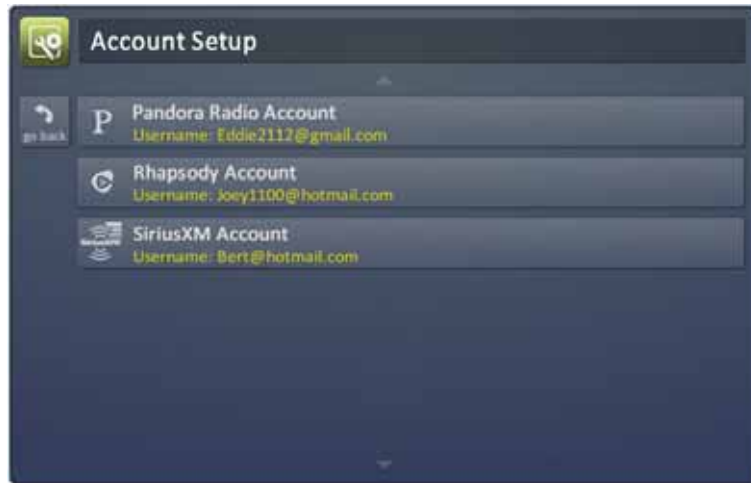 Account Setup
go back
P
Pandora Radio Account
Username: Eddie2112@gmail.com
Rhapsody Account
Username: Joey1100@hotmail.com
SiriusXM Account
Username: Bert@hotmail.com